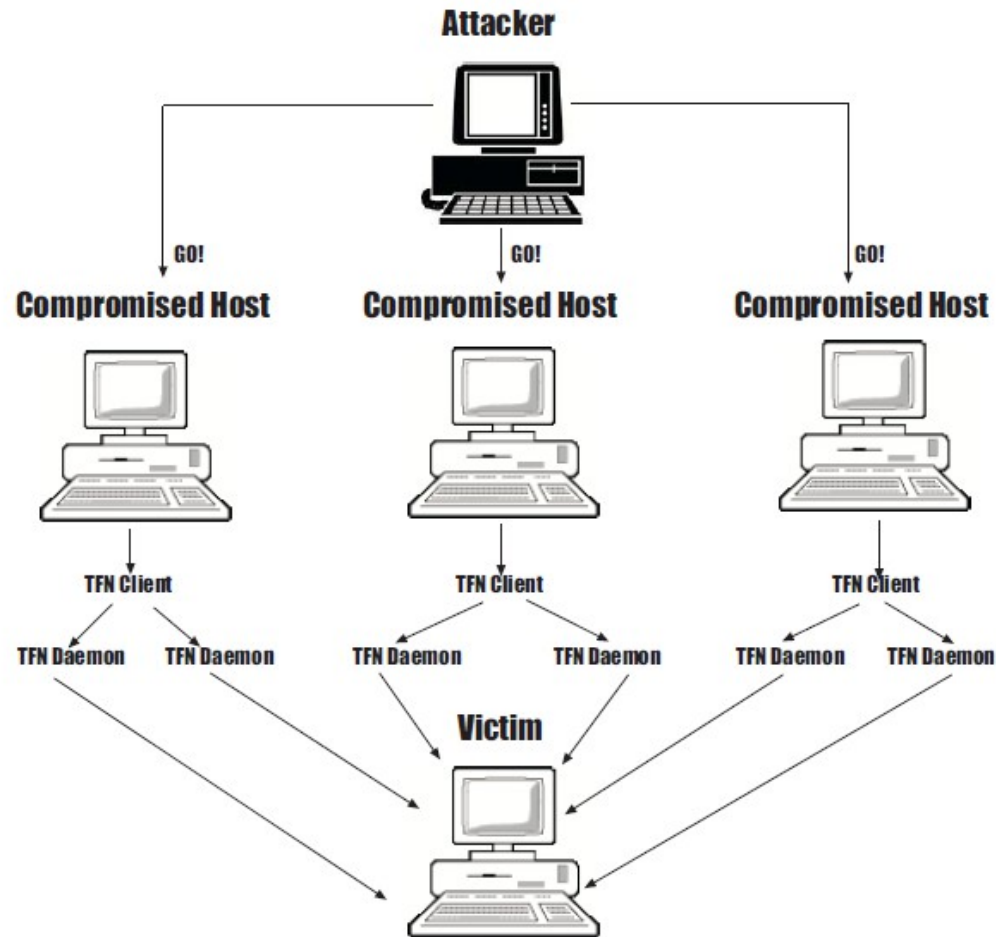 Attacker
GO!
GO!
GO!
Compromised Host
Compromised Host
Compromised Host
TFN Client
TFN Client
TFN Client
TFN Daemon
TFN Daemon
TFN Daemon
TFN Daemon
TFN Daemon
TFN Daemon
Victim